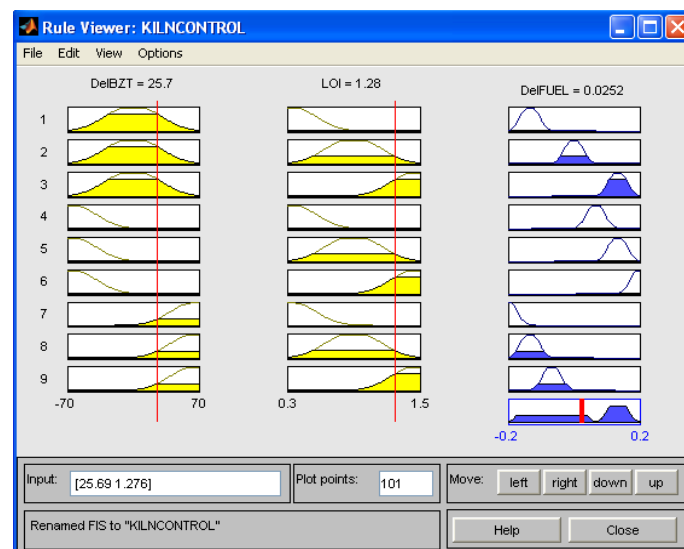 Rule Viewer: KILNCONTROL
File Edit View Options
DelBZT = 25.7 LOI = 1.28 DelFUEL = 0.0252
1
2
3
4
5
6
7
8
9
-70 70 0.3 1.5
-0.2 0.2
Input: [25.69 1.276] Plot points: 101 Move: left right down up
Renamed FIS to "KILNCONTROL" Help Close